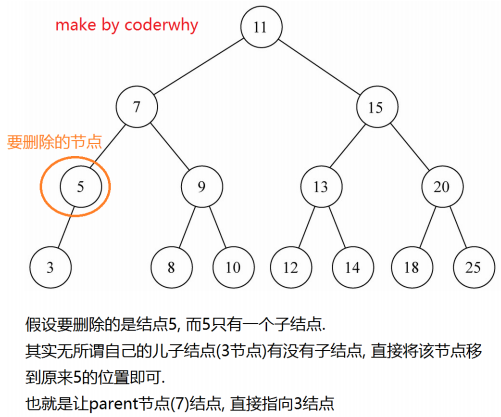 make by coderwhy
11
7
15
要删除的节点
5
9
13
20
3
8
10
12
14
18
25
假设要删除的是结点5, 而5只有一个子结点.
其实无所谓自己的儿子结点(3节点)有没有子结点, 直接将该节点移
到原来5的位置即可.
也就是让parent节点(7)结点, 直接指向3结点